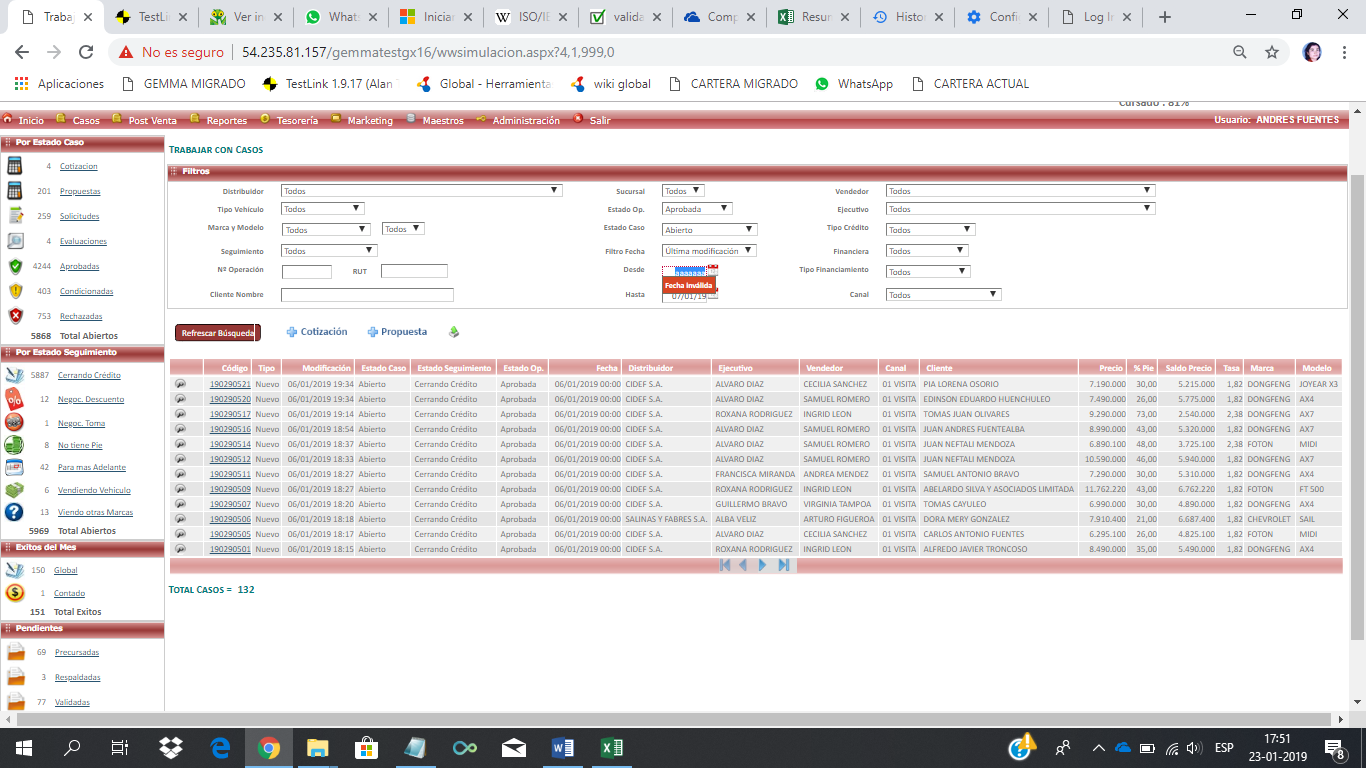 Trabaj
TestLin
Ver in
Whats
Iniciar
ISO/IE
valida
Comp
Resur
Histo
Confi
Log In
No es seguro | 54.235.81.157/gemmatestgx16/wwsimulacion.aspx?4,1,999,0
Aplicaciones GEMMA MIGRADO TestLink 1.9.17 (Alan Global - Herramienta wiki global CARTERA MIGRADO WhatsApp CARTERA ACTUAL
Cursado : 81%
Inicio Casos Post Venta Reportes Tesorería Marketing Maestros Administración Salir Usuario: ANDRES FUENTES
Por Estado Caso
4 Cotizacion
201 Propuestas
259 Solicitudes
4 Evaluaciones
4244 Aprobadas
403 Condicionadas
753 Rechazadas
5868 Total Abiertos
Por Estado Seguimiento
5887 Cerrando Crédito
12 Negoc. Descuento
1 Negoc. Toma
8 No tiene Pie
42 Para mas Adelante
6 Vendiendo Vehículo
13 Viendo otras Marcas
5969 Total Abiertos
Exitos del Mes
150 Global
1 Contado
151 Total Exitos
Pendientes
69 Precursadas
3 Respaldadas
77 Validadas
TRABAJAR CON CASOS
Filtros
Distribuidor Todos Sucursal Todos Vendedor Todos
Tipo Vehículo Todos Estado Op. Aprobada Ejecutivo Todos
Marca y Modelo Todos Todos Estado Caso Abierto Tipo Crédito Todos
Seguimiento Todos Filtro Fecha Última modificación Financiera Todos
Nº Operación RUT Desde Tipo Financiamiento Todos
Fecha Inválida
Cliente Nombre Hasta 07/01/19 Canal Todos
Refrescar Búsqueda Cotización Propuesta
Código Tipo Modificación Estado Caso Estado Seguimiento Estado Op. Fecha Distribuidor Ejecutivo Vendedor Canal Cliente Precio % Pie Saldo Precio Tasa Marca Modelo
190290521 Nuevo 06/01/2019 19:34 Abierto Cerrando Crédito Aprobada 06/01/2019 00:00 CIDEF S.A. ALVARO DIAZ CECILIA SANCHEZ 01 VISITA PIA LORENA OSORIO 7.190.000 30,00 5.215.000 1,82 DONGFENG JOYEAR X3
190290520 Nuevo 06/01/2019 19:34 Abierto Cerrando Crédito Aprobada 06/01/2019 00:00 CIDEF S.A. ALVARO DIAZ SAMUEL ROMERO 01 VISITA EDINSON EDUARDO HUENCHULEO 7.490.000 26,00 5.775.000 1,82 DONGFENG AX4
190290517 Nuevo 06/01/2019 19:14 Abierto Cerrando Crédito Aprobada 06/01/2019 00:00 CIDEF S.A. ROXANA RODRIGUEZ INGRID LEON 01 VISITA TOMAS JUAN OLIVARES 9.290.000 73,00 2.540.000 2,38 DONGFENG AX7
190290516 Nuevo 06/01/2019 18:54 Abierto Cerrando Crédito Aprobada 06/01/2019 00:00 CIDEF S.A. ALVARO DIAZ SAMUEL ROMERO 01 VISITA JUAN ANDRES FUENTEALBA 8.990.000 43,00 5.320.000 1,82 DONGFENG AX7
190290514 Nuevo 06/01/2019 18:37 Abierto Cerrando Crédito Aprobada 06/01/2019 00:00 CIDEF S.A. ALVARO DIAZ SAMUEL ROMERO 01 VISITA JUAN NEFTALI MENDOZA 6.890.100 48,00 3.725.100 2,38 FOTON MIDI
190290512 Nuevo 06/01/2019 18:33 Abierto Cerrando Crédito Aprobada 06/01/2019 00:00 CIDEF S.A. ALVARO DIAZ SAMUEL ROMERO 01 VISITA JUAN NEFTALI MENDOZA 10.590.000 46,00 5.940.000 1,82 DONGFENG AX7
190290511 Nuevo 06/01/2019 18:27 Abierto Cerrando Crédito Aprobada 06/01/2019 00:00 CIDEF S.A. FRANCISCA MIRANDA ANDREA MENDEZ 01 VISITA SAMUEL ANTONIO BRAVO 7.290.000 30,00 5.310.000 1,82 DONGFENG AX4
190290509 Nuevo 06/01/2019 18:27 Abierto Cerrando Crédito Aprobada 06/01/2019 00:00 CIDEF S.A. ROXANA RODRIGUEZ INGRID LEON 01 VISITA ABELARDO SILVA Y ASOCIADOS LIMITADA 11.762.220 43,00 6.762.220 1,82 FOTON FT 500
190290507 Nuevo 06/01/2019 18:20 Abierto Cerrando Crédito Aprobada 06/01/2019 00:00 CIDEF S.A. GUILLERMO BRAVO VIRGINIA TAMPOA 01 VISITA TOMAS CAYULEO 6.990.000 30,00 4.890.000 1,82 DONGFENG AX4
190290506 Nuevo 06/01/2019 18:18 Abierto Cerrando Crédito Aprobada 06/01/2019 00:00 SALINAS Y FABRES S.A. ALBA VELIZ ARTURO FIGUEROA 01 VISITA DORA MERY GONZALEZ 7.910.400 21,00 6.687.400 1,82 CHEVROLET SAIL
190290505 Nuevo 06/01/2019 18:17 Abierto Cerrando Crédito Aprobada 06/01/2019 00:00 CIDEF S.A. ALVARO DIAZ CECILIA SANCHEZ 01 VISITA CARLOS ANTONIO FUENTES 6.295.100 26,00 4.825.100 1,82 FOTON MIDI
190290501 Nuevo 06/01/2019 18:15 Abierto Cerrando Crédito Aprobada 06/01/2019 00:00 CIDEF S.A. ROXANA RODRIGUEZ INGRID LEON 01 VISITA ALFREDO JAVIER TRONCOSO 8.490.000 35,00 5.490.000 1,82 DONGFENG AX4
TOTAL CASOS = 132
ESP
17:51
23-01-2019
8